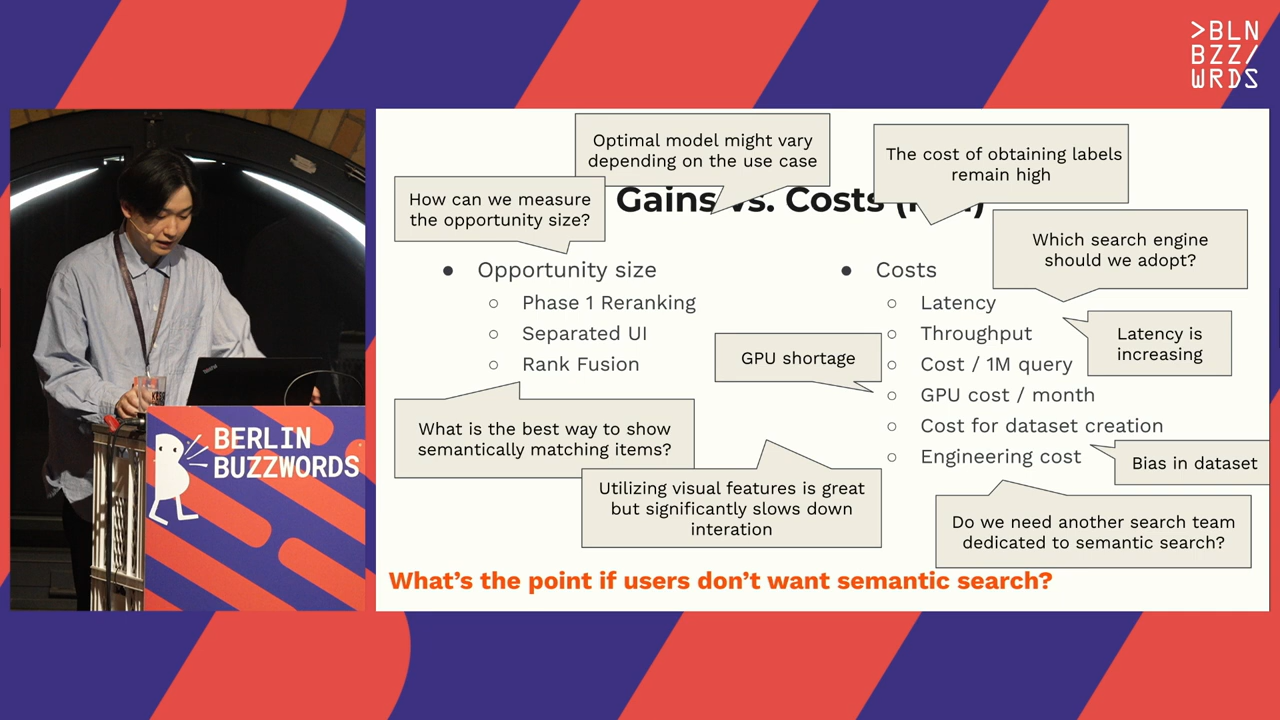 >BLN
BZZ/
WRDS
Optimal model might vary
depending on the use case
The cost of obtaining labels
remain high
How can we measure
the opportunity size?
Gains vs. Costs
Which search engine
should we adopt?
● Opportunity size
○ Phase 1 Reranking
○ Separated UI
○ Rank Fusion
● Costs
○ Latency
○ Throughput
○ Cost / 1M query
○ GPU cost / month
○ Cost for dataset creation
○ Engineering cost
Latency is
increasing
GPU shortage
What is the best way to show
semantically matching items?
Bias in dataset
Utilizing visual features is great
but significantly slows down
interation
Do we need another search team
dedicated to semantic search?
What's the point if users don't want semantic search?
BERLIN
BUZZWORDS